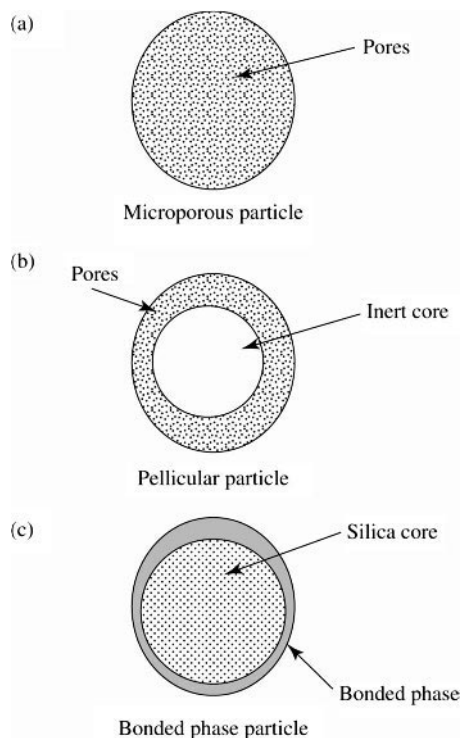 (a)
Pores
Microporous particle
(b)
Pores
Inert core
Pellicular particle
(c)
Silica core
Bonded phase
Bonded phase particle